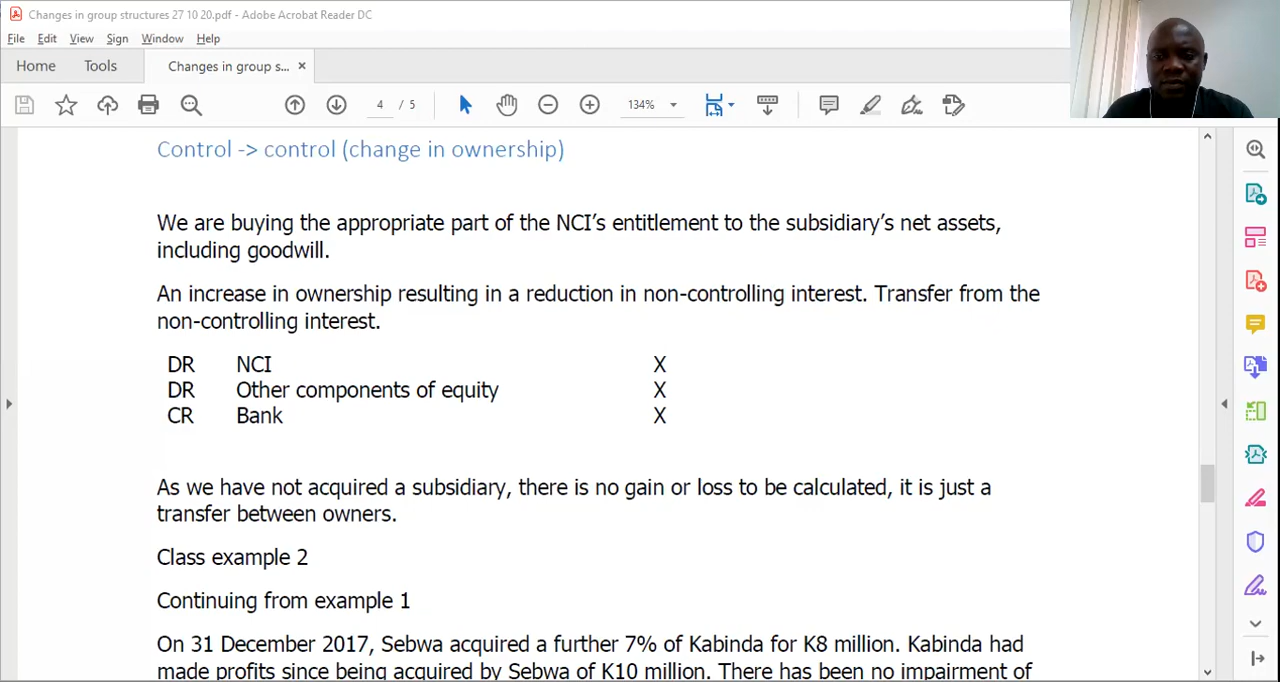 Changes in group structures 27 10 20.pdf - Adobe Acrobat Reader DC
File Edit View Sign Window Help
Home Tools Changes in group s... ×
4 / 5 134%
Control -> control (change in ownership)
We are buying the appropriate part of the NCI’s entitlement to the subsidiary’s net assets,
including goodwill.
An increase in ownership resulting in a reduction in non-controlling interest. Transfer from the
non-controlling interest.
DR NCI X
DR Other components of equity X
CR Bank X
As we have not acquired a subsidiary, there is no gain or loss to be calculated, it is just a
transfer between owners.
Class example 2
Continuing from example 1
On 31 December 2017, Sebwa acquired a further 7% of Kabinda for K8 million. Kabinda had
made profits since being acquired by Sebwa of K10 million. There has been no impairment of